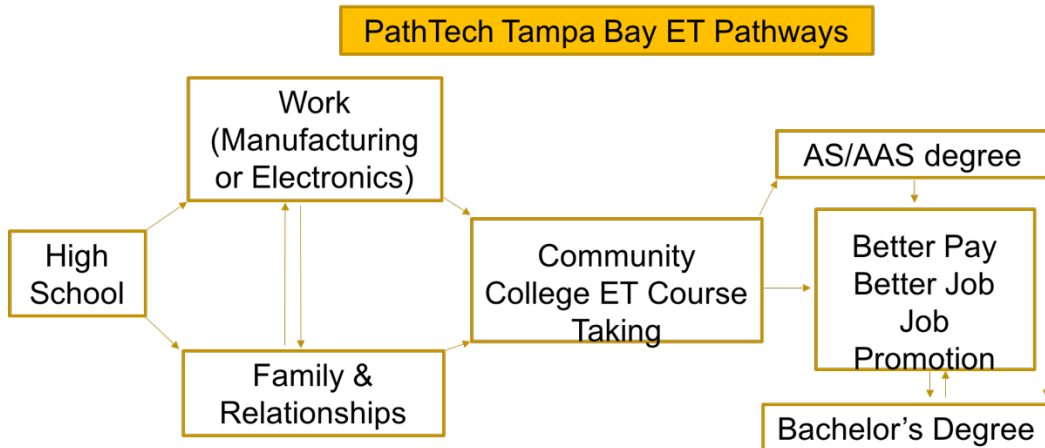 PathTech Tampa Bay ET Pathways
Work
(Manufacturing
or Electronics)
AS/AAS degree
High
School
Community
College ET Course
Taking
Better Pay
Better Job
Job
Promotion
Family &
Relationships
Bachelor's Degree